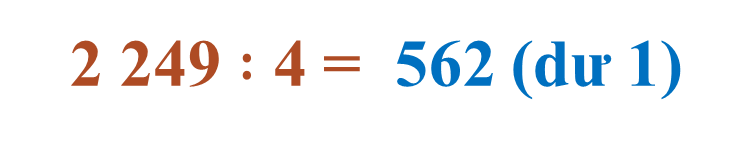 2 249 : 4 = 562 (dư 1)